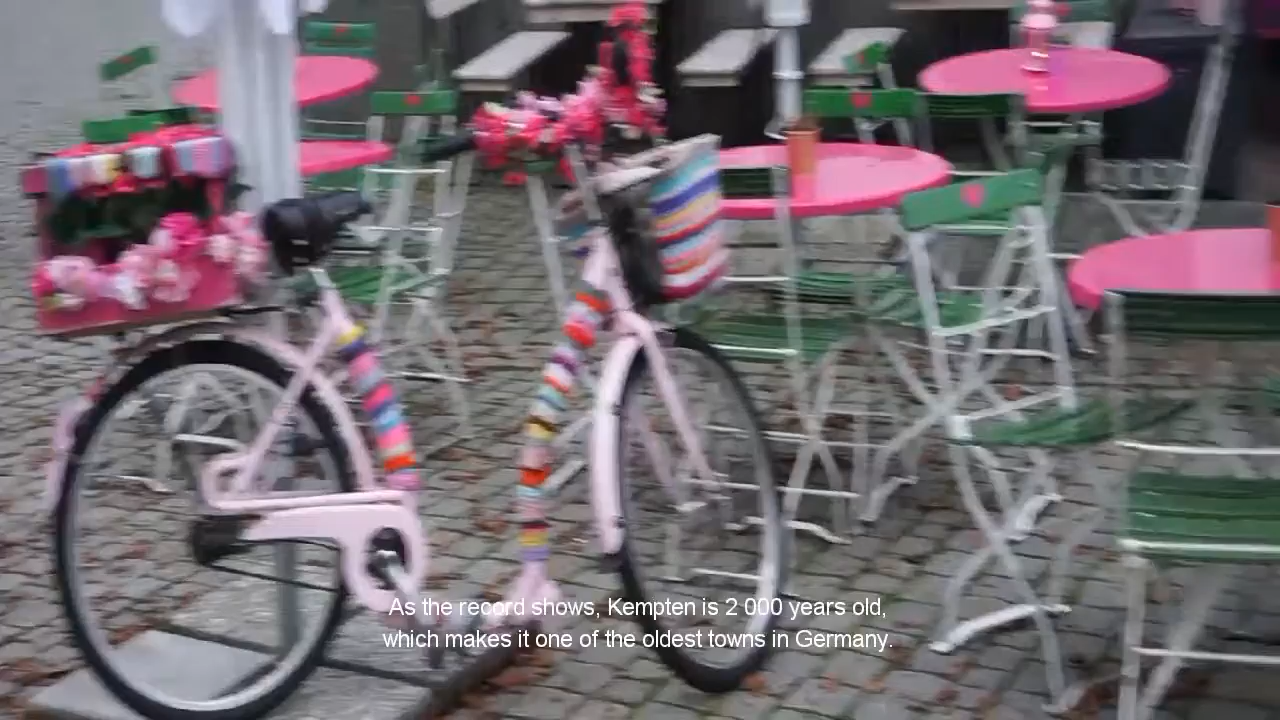 As the record shows, Kempten is 2 000 years old,
which makes it one of the oldest towns in Germany.